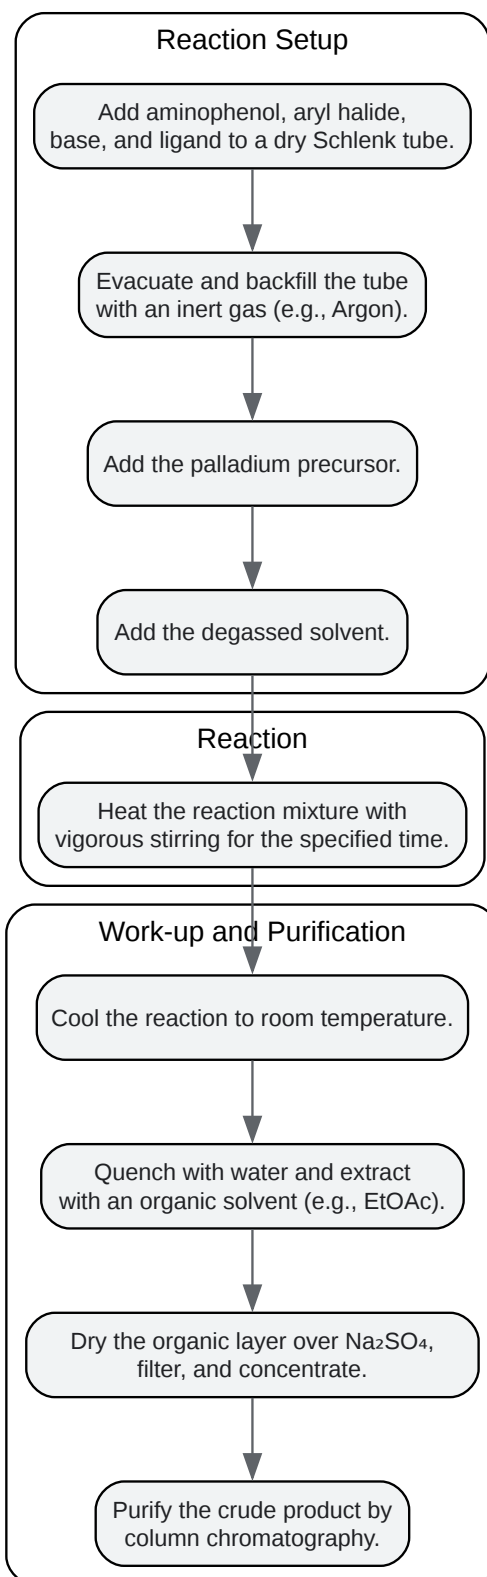 Reaction Setup
Add aminophenol, aryl halide,
base, and ligand to a dry Schlenk tube.
Evacuate and backfill the tube
with an inert gas (e.g., Argon).
Add the palladium precursor.
Add the degassed solvent.
Reaction
Heat the reaction mixture with
vigorous stirring for the specified time.
Work-up and Purification
Cool the reaction to room temperature.
Quench with water and extract
with an organic solvent (e.g., EtOAc).
Dry the organic layer over Na₂SO₄,
filter, and concentrate.
Purify the crude product by
column chromatography.